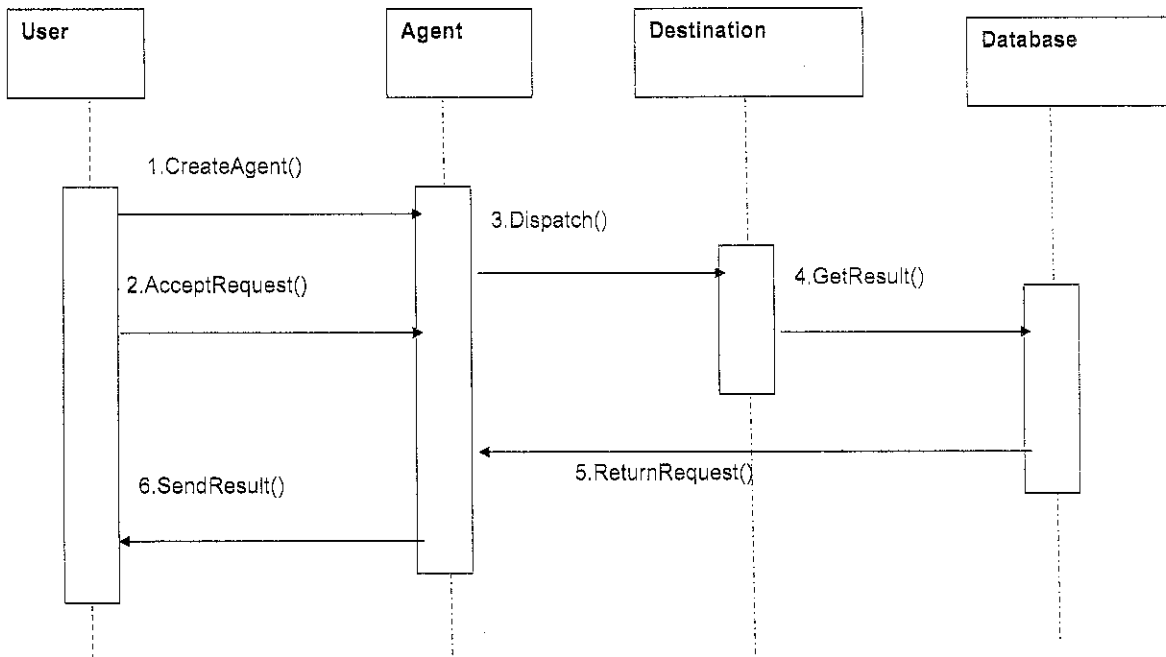 User
Agent
Destination
Database
1.CreateAgent()
3.Dispatch()
2.AcceptRequest()
4.GetResult()
5.ReturnRequest()
6.SendResult()